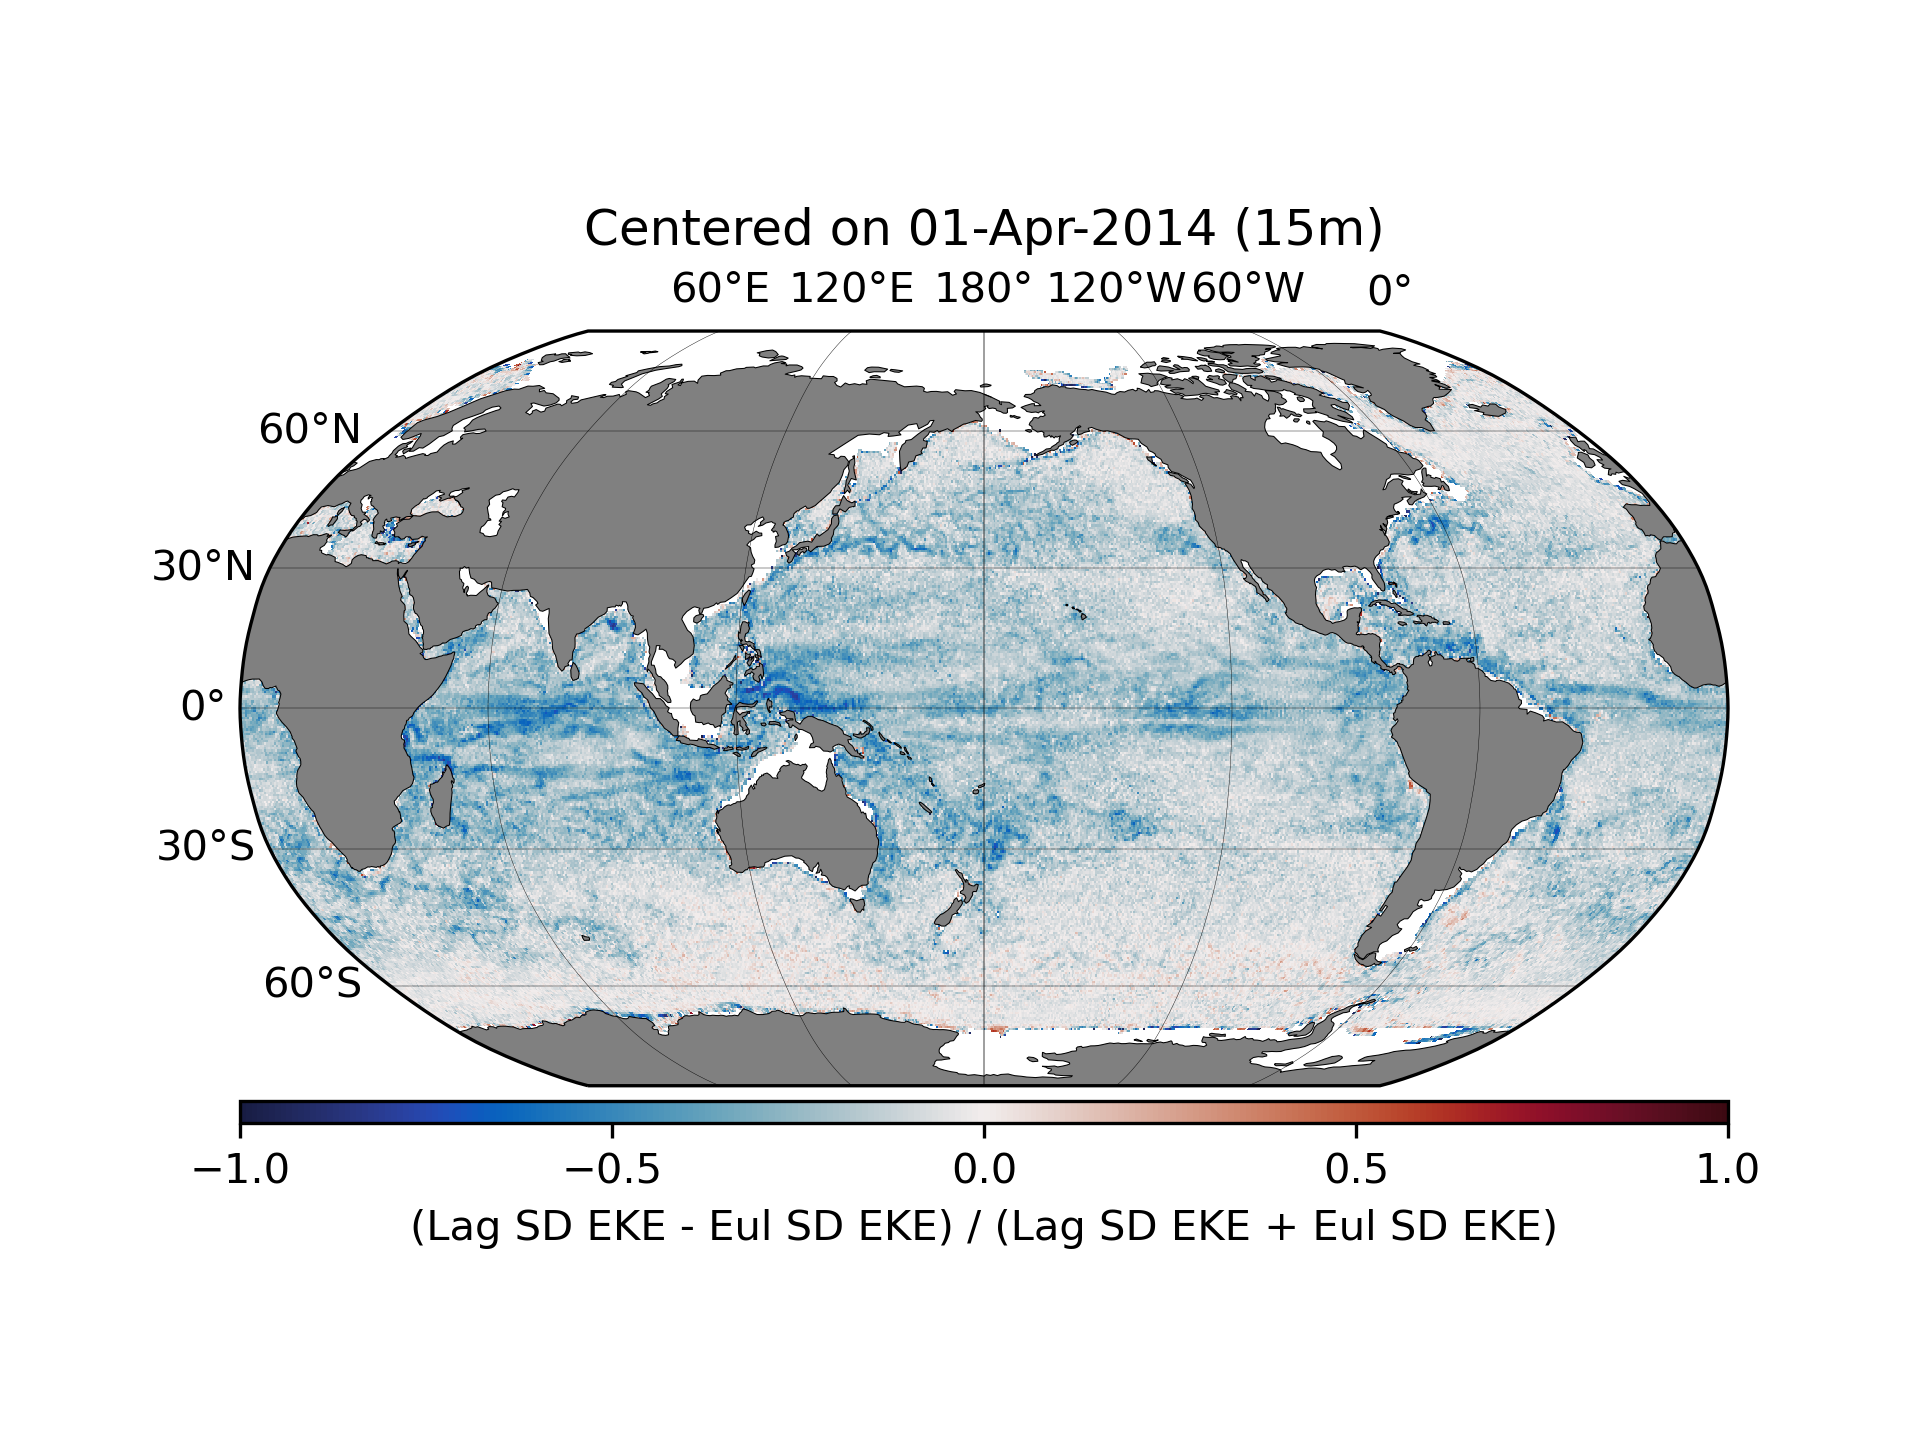 Centered on 01-Apr-2014 (15m)
60°E 120°E 180° 120°W 60°W 0°
60°N
30°N
0°
30°S
60°S
−1.0 −0.5 0.0 0.5 1.0
(Lag SD EKE - Eul SD EKE) / (Lag SD EKE + Eul SD EKE)